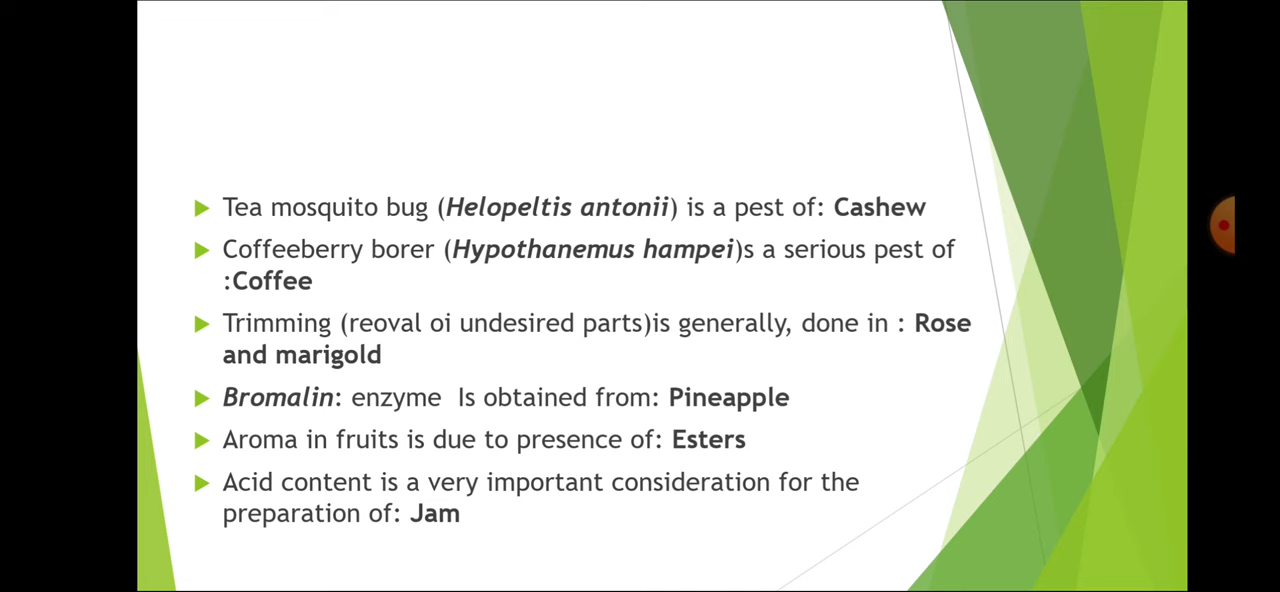 Tea mosquito bug (Helopeltis antonii) is a pest of: Cashew
Coffeeberry borer (Hypothanemus hampei)s a serious pest of
:Coffee
Trimming (reoval oi undesired parts)is generally, done in : Rose
and marigold
Bromalin: enzyme  Is obtained from: Pineapple
Aroma in fruits is due to presence of: Esters
Acid content is a very important consideration for the
preparation of: Jam